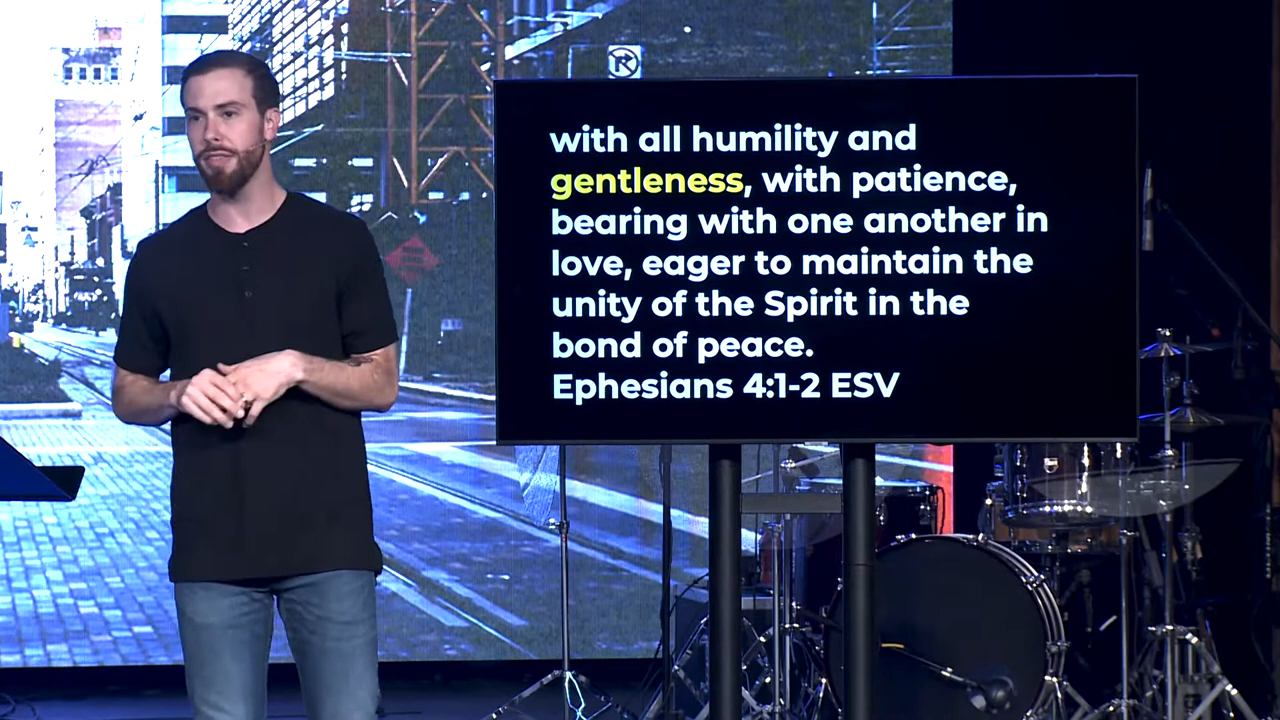 with all humility and
gentleness, with patience,
bearing with one another in
love, eager to maintain the
unity of the Spirit in the
bond of peace.
Ephesians 4:1-2 ESV